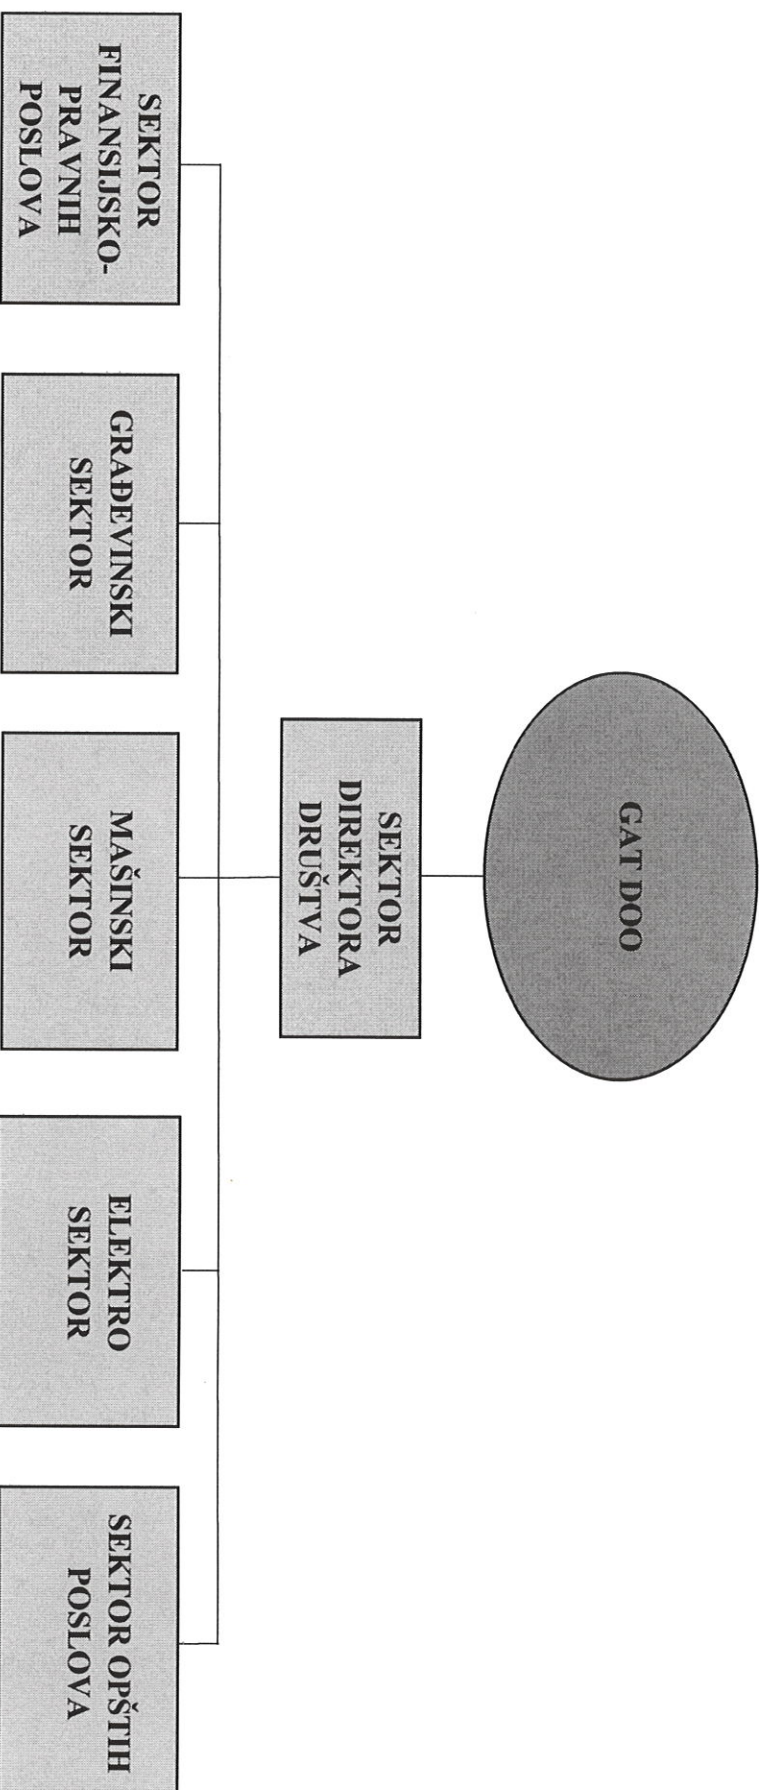 GAT DOO
SEKTOR
DIREKTORA
DRUŠTVA
SEKTOR
FINANSIJSKO-
PRAVNIH
POSLOVA
GRAĐEVINSKI
SEKTOR
MAŠINSKI
SEKTOR
ELEKTRO
SEKTOR
SEKTOR OPŠTIH
POSLOVA